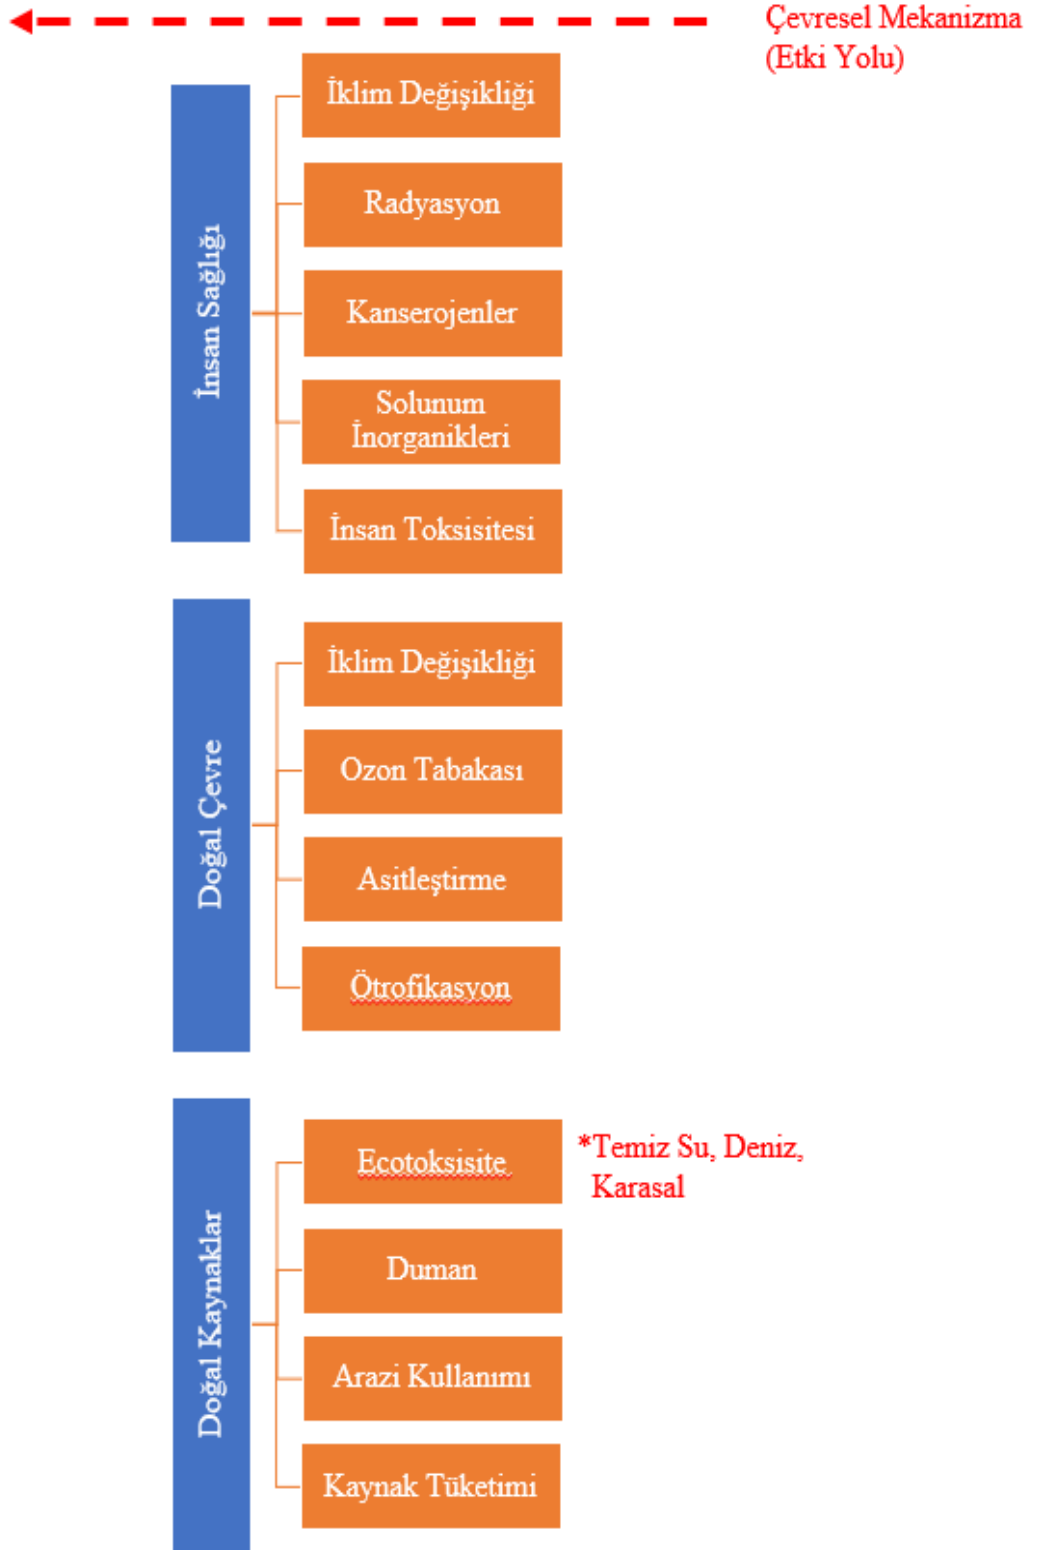 Çevresel Mekanizma
(Etki Yolu)
İnsan Sağlığı
İklim Değişikliği
Radyasyon
Kanserojenler
Solunum
İnorganikleri
İnsan Toksisitesi
Doğal Çevre
İklim Değişikliği
Ozon Tabakası
Asitleştirme
Ötrofikasyon
Doğal Kaynaklar
Ecotoksisite
*Temiz Su, Deniz,
Karasal
Duman
Arazi Kullanımı
Kaynak Tüketimi